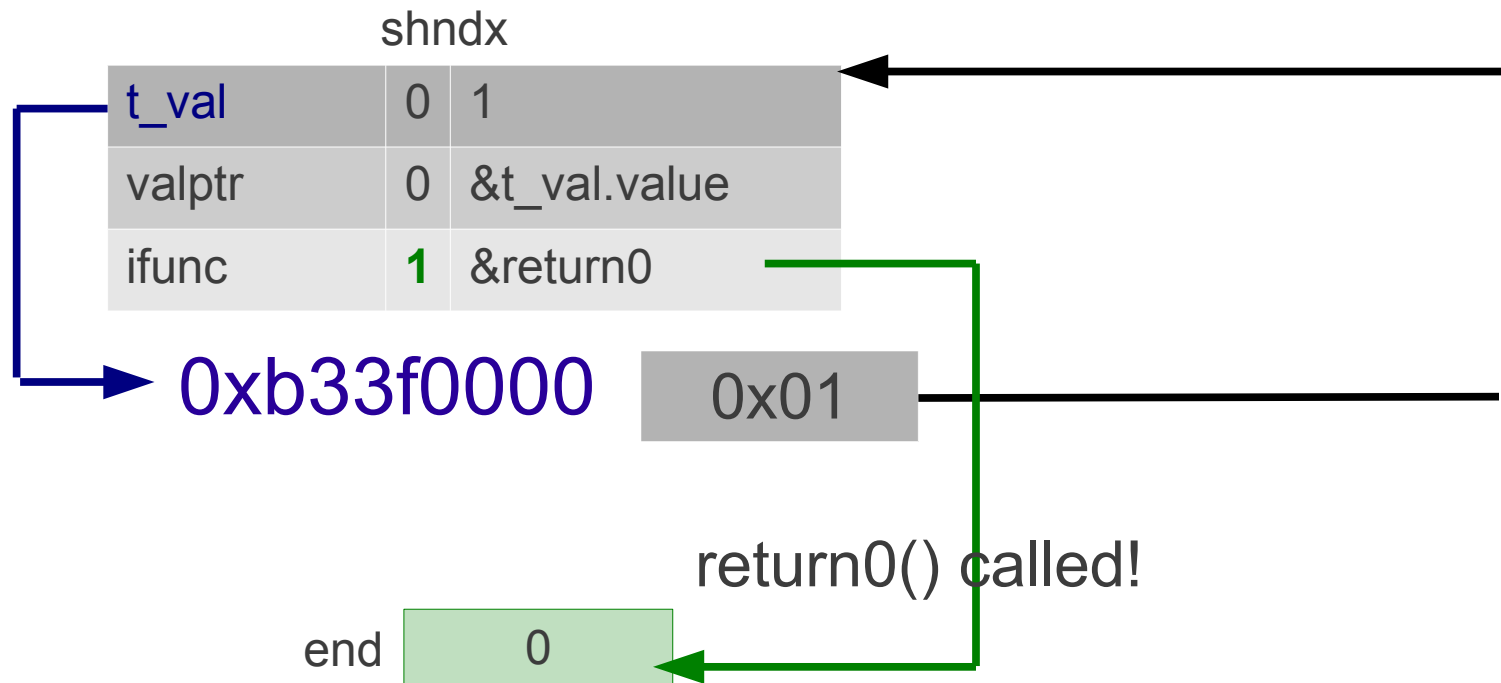 shndx
t_val 0 1
valptr 0 &t_val.value
ifunc 1 &return0
0xb33f0000 0x01
return0() called!
end 0